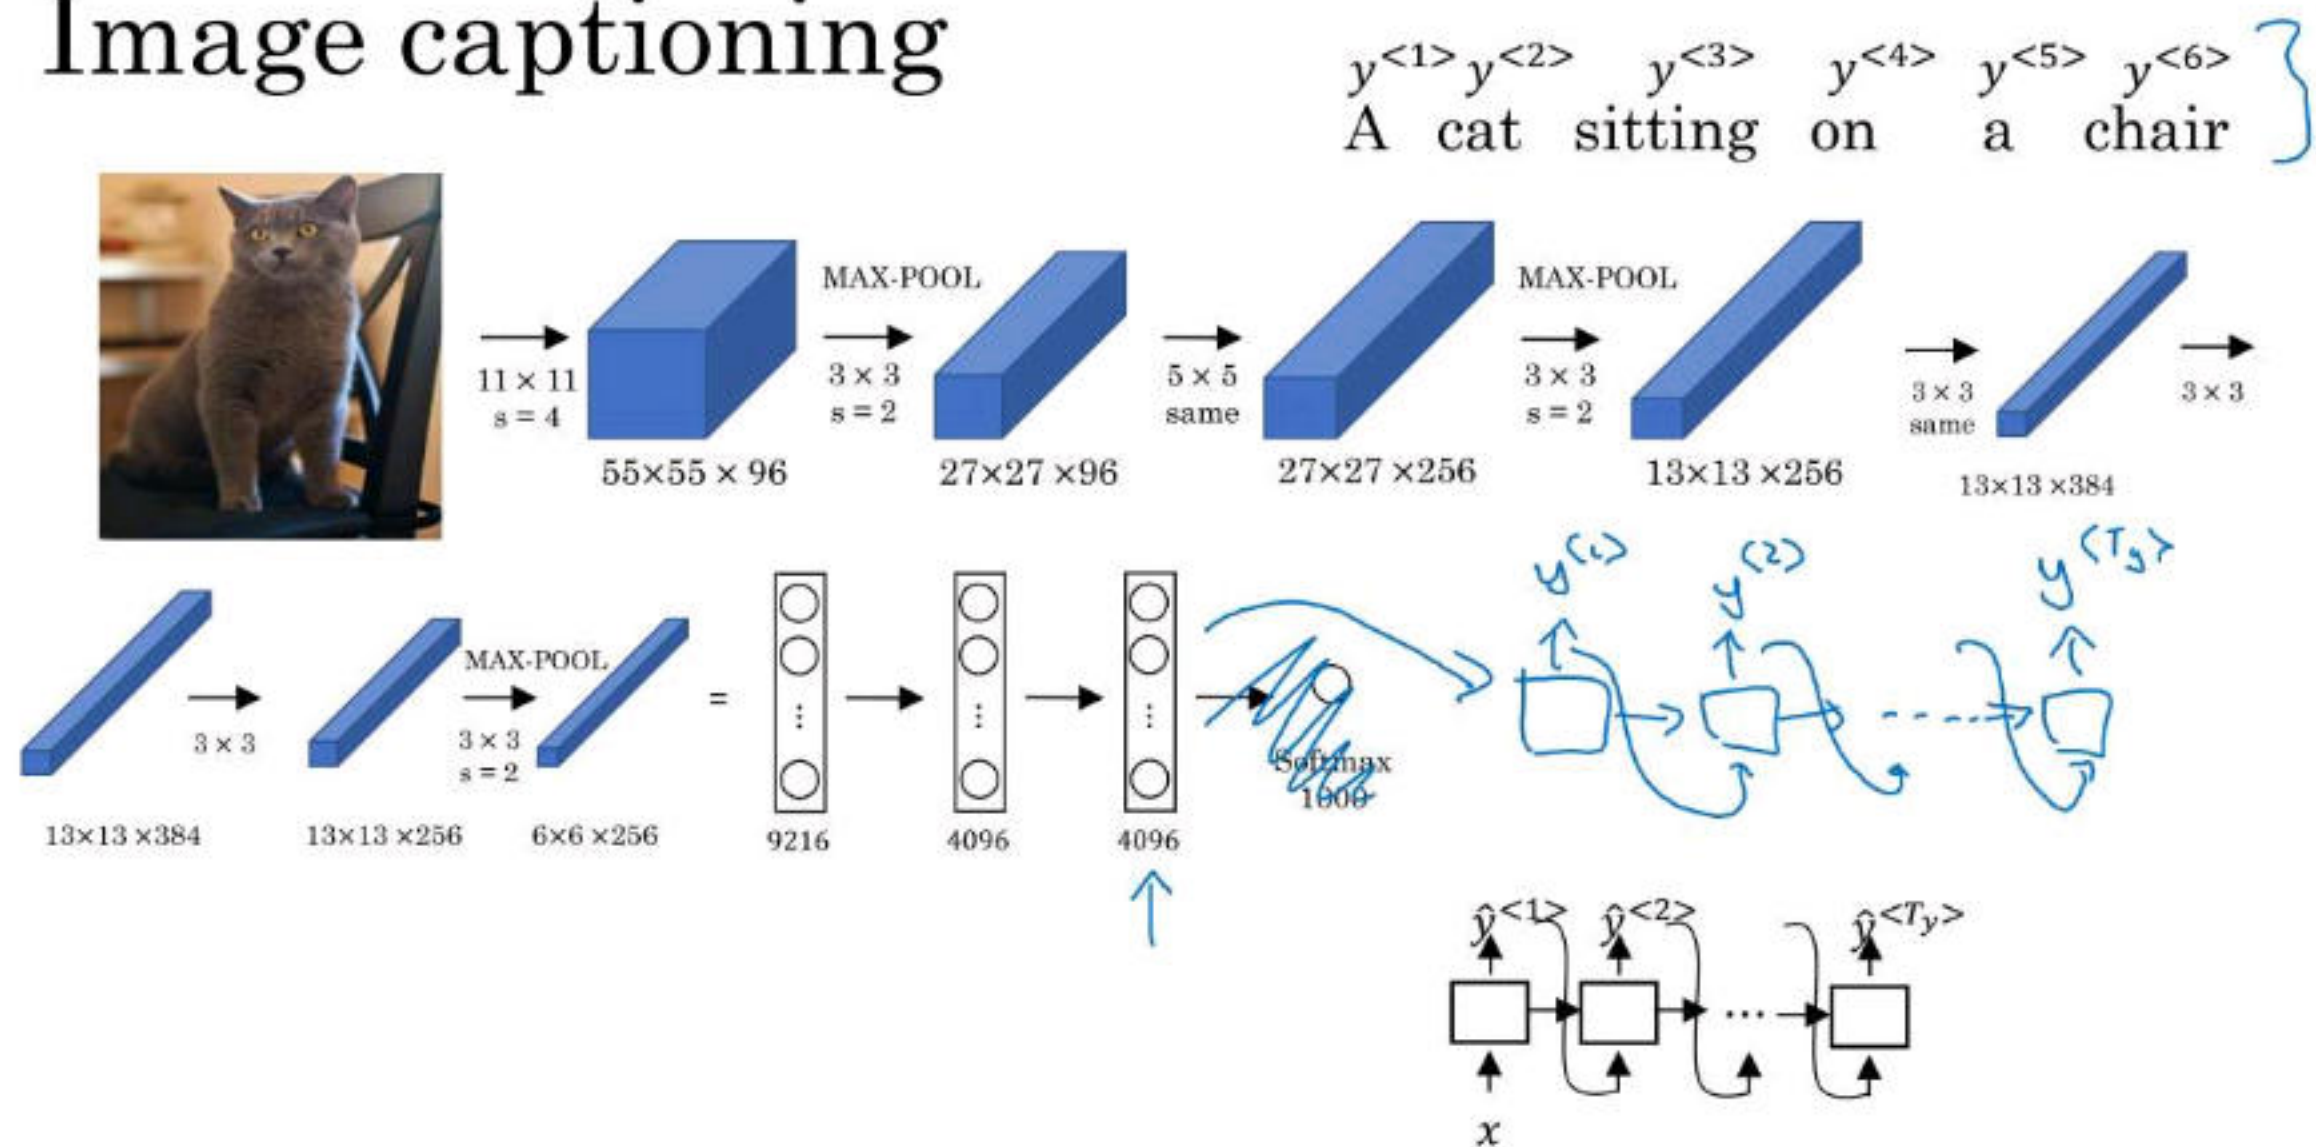 Image captioning
y<1> y<2> y<3> y<4> y<5> y<6>
A cat sitting on a chair
MAX-POOL
MAX-POOL
11 × 11
s = 4
3 × 3
s = 2
5 × 5
same
3 × 3
s = 2
3 × 3
same
3 × 3
55×55 × 96
27×27 ×96
27×27 ×256
13×13 ×256
13×13 ×384
y<1> y<2> y<Ty>
MAX-POOL
3 × 3
3 × 3
s = 2
=
Softmax
1000
13×13 ×384
13×13 ×256
6×6 ×256
9216
4096
4096
ŷ<1> ŷ<2> ŷ<Ty>
x